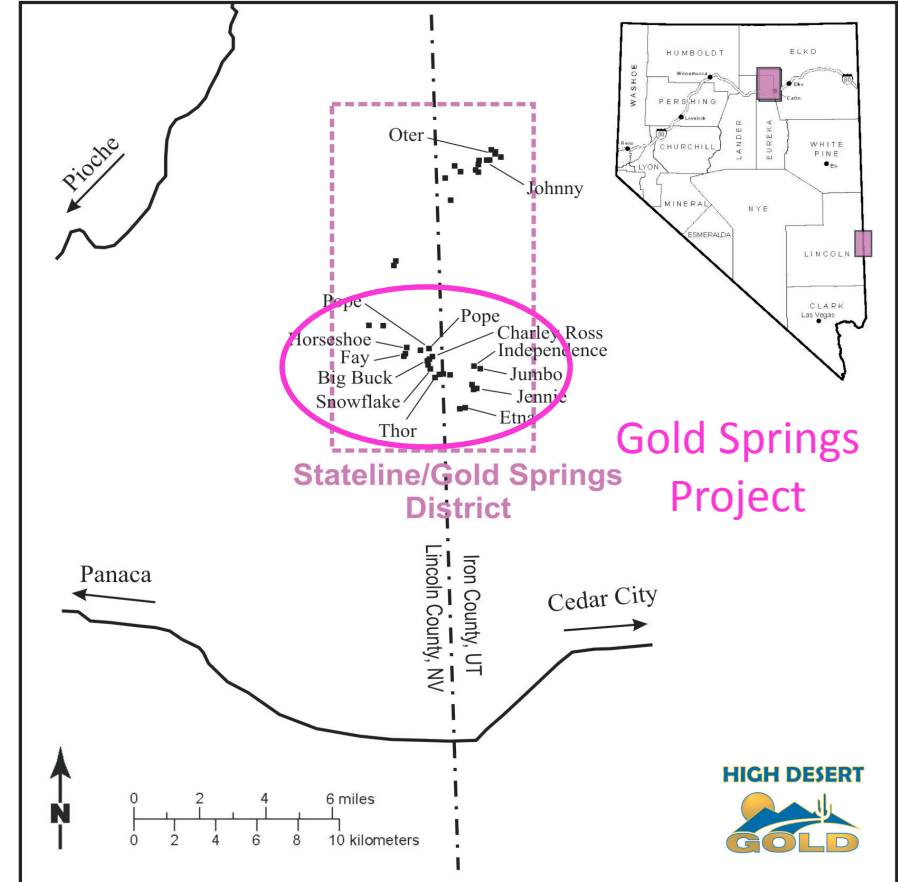 HUMBOLDT
ELKO
WASHOE
Winnemucca
Elko
80
Carlin
PERSHING
Lovelock
LANDER
EUREKA
80
Reno
CHURCHILL
WHITE
PINE
LYON
Ely
MINERAL
NYE
ESMERALDA
LINCOLN
CLARK
Las Vegas
Pioche
Oter
Johnny
Pope
Pope
Charley Ross
Horseshoe
Independence
Fay
Jumbo
Big Buck
Jennie
Snowflake
Etna
Thor
Gold Springs
Project
Stateline/Gold Springs
District
Lincoln County, NV
Iron County, UT
Panaca
Cedar City
N
0 2 4 6 miles
0 2 4 6 8 10 kilometers
HIGH DESERT
GOLD